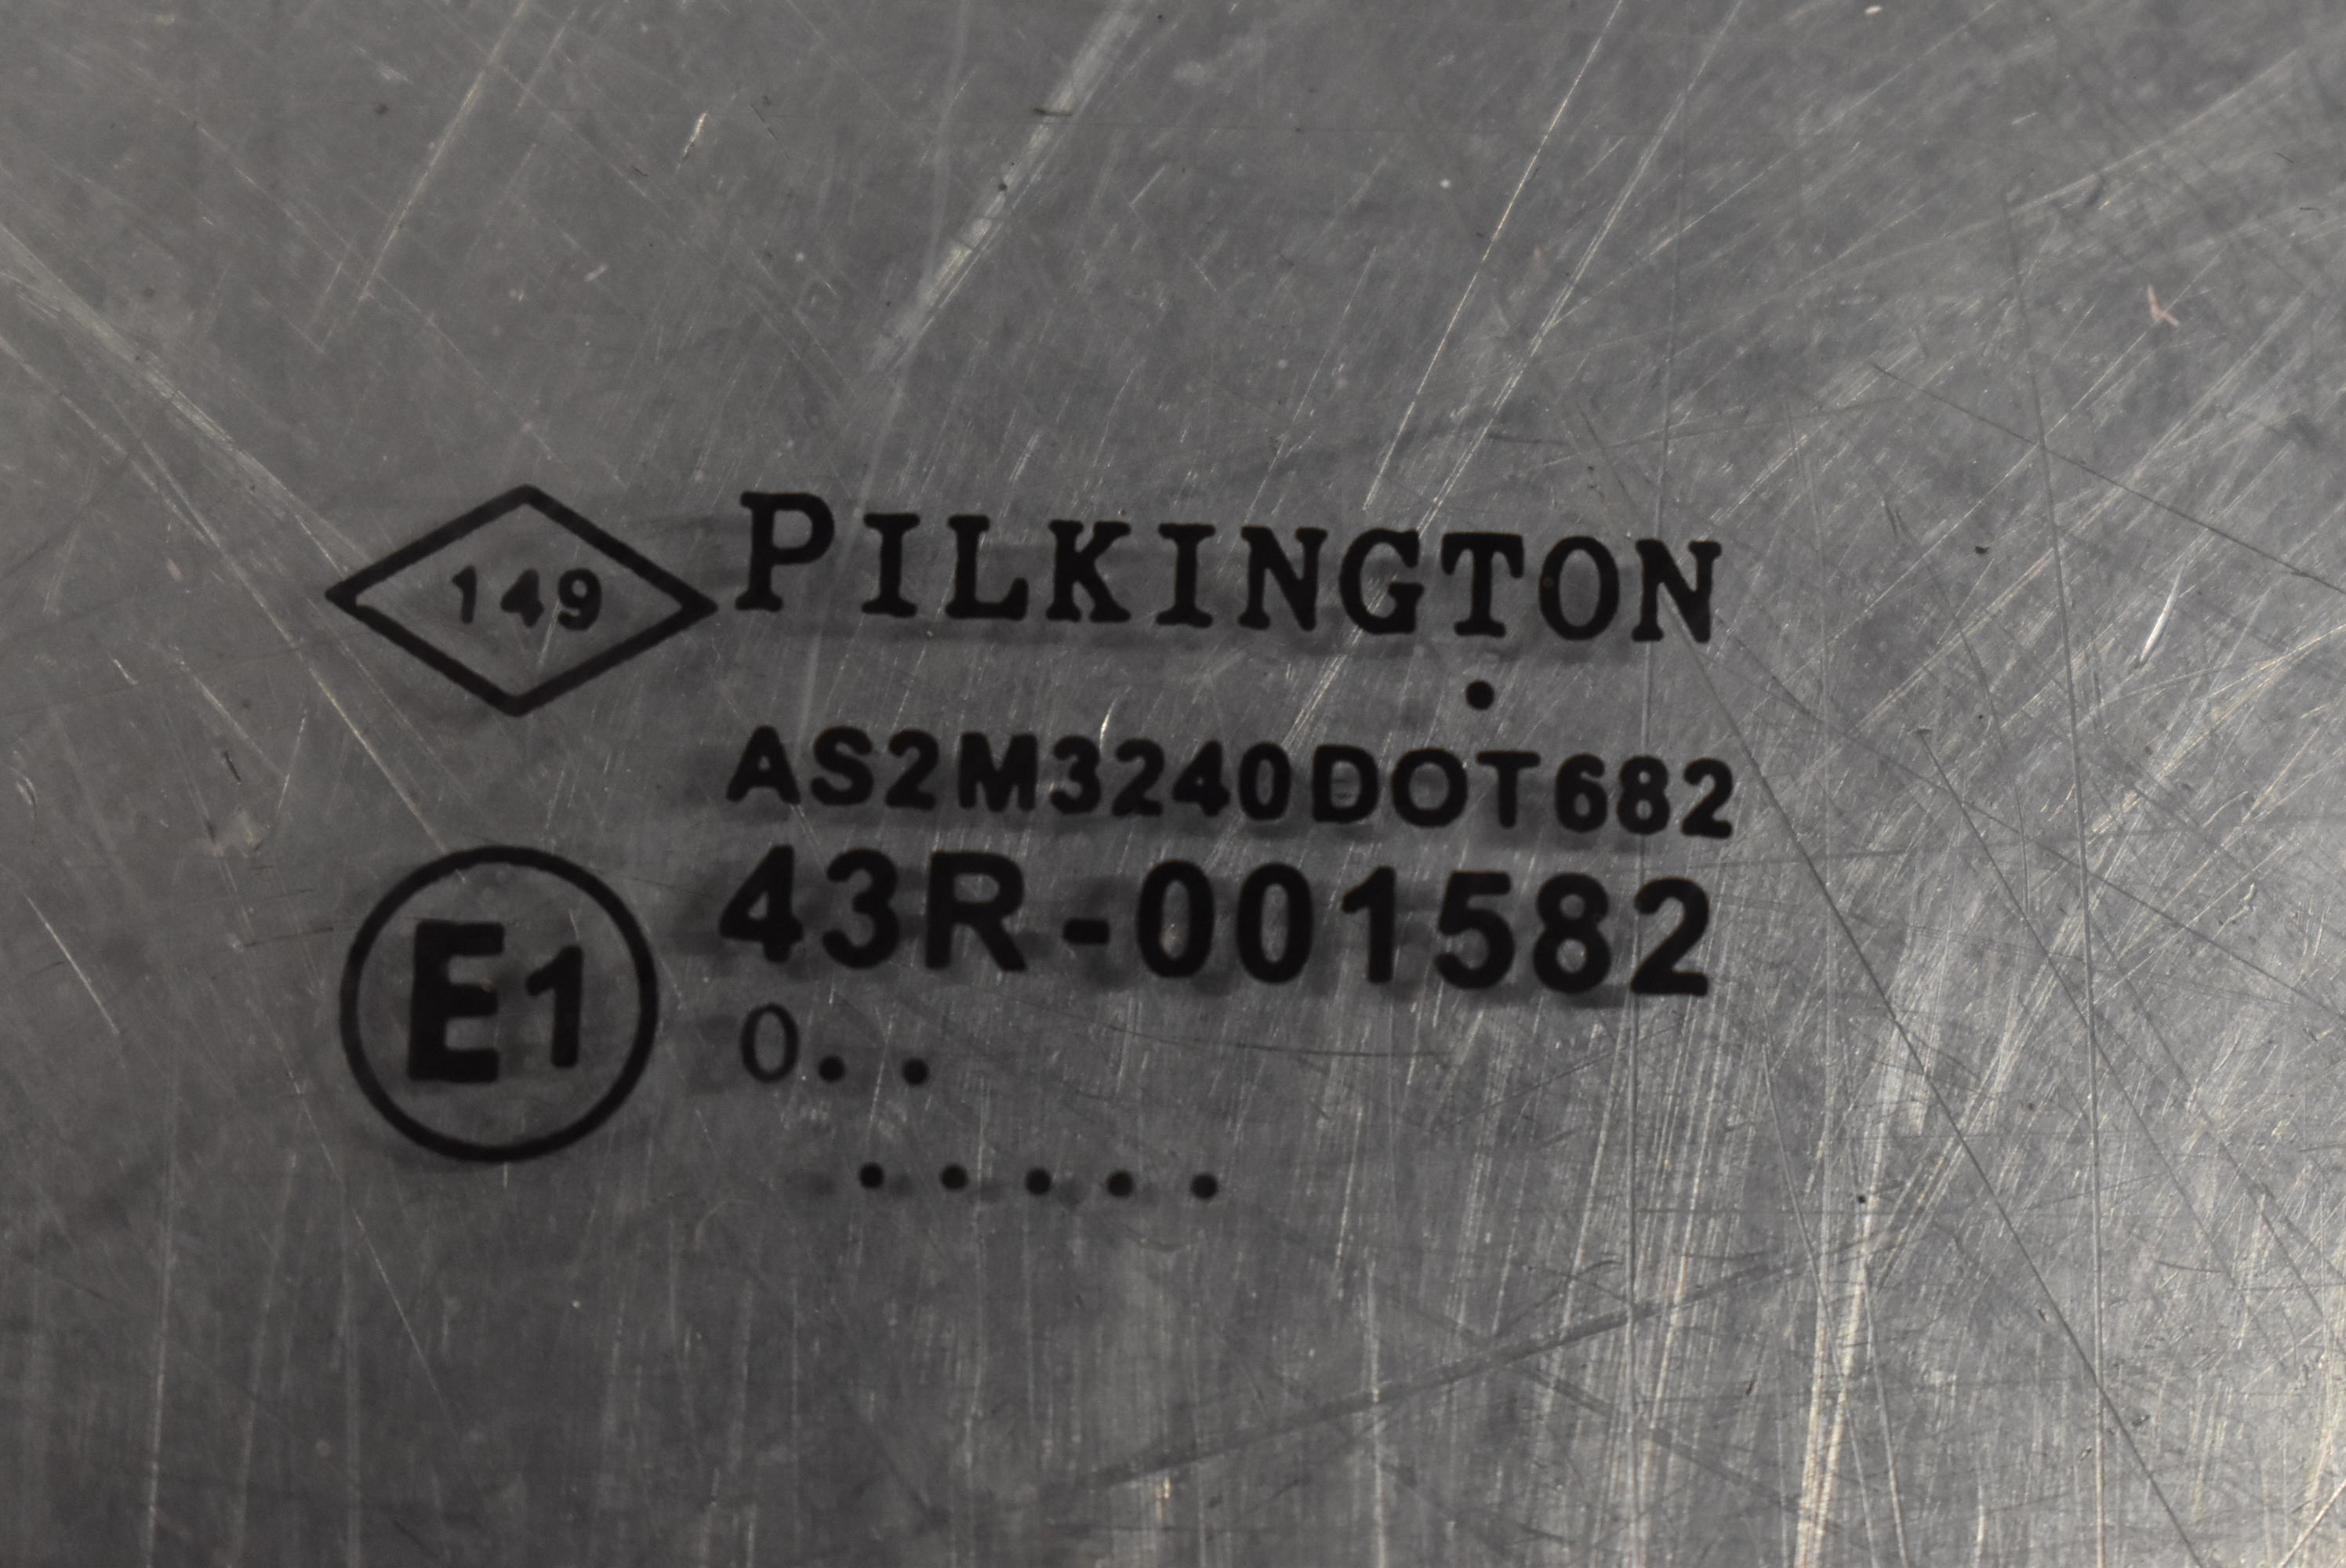 149 PILKINGTON
.
AS2M3240DOT682
E1 43R-001582
0..
.....